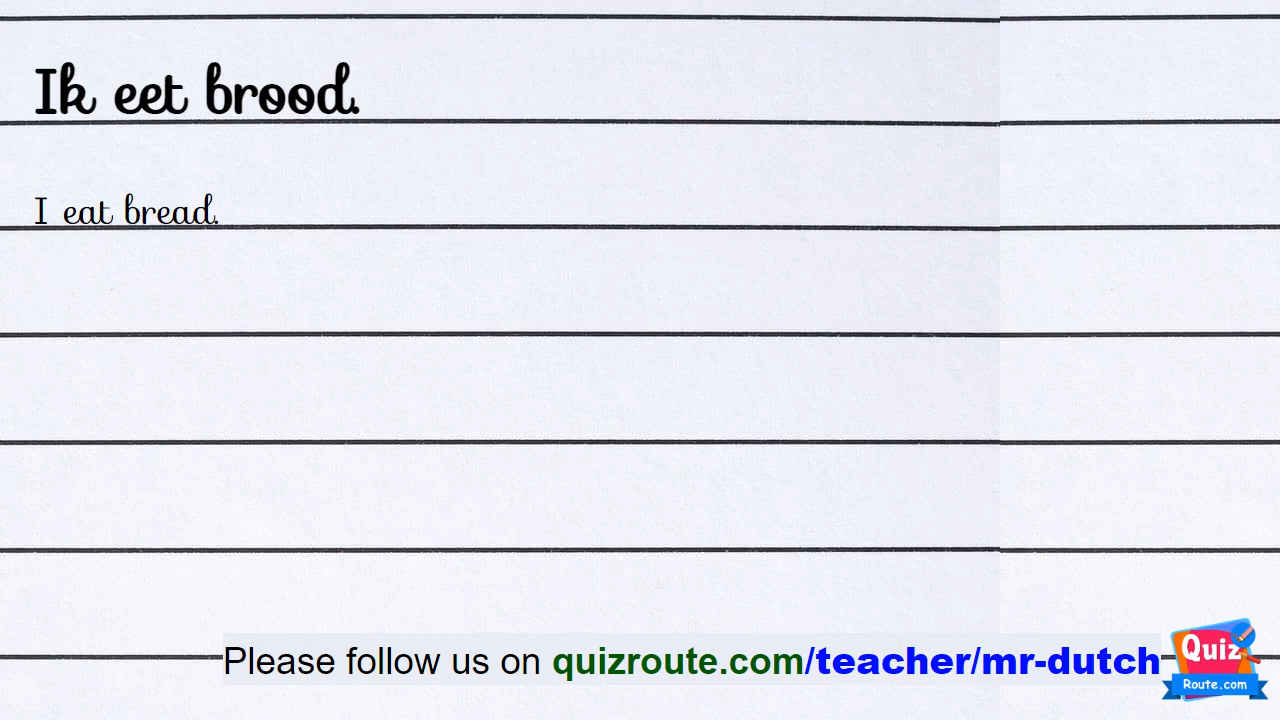 Ik eet brood.
I eat bread.
Please follow us on quizroute.com/teacher/mr-dutch
Quiz
Route.com